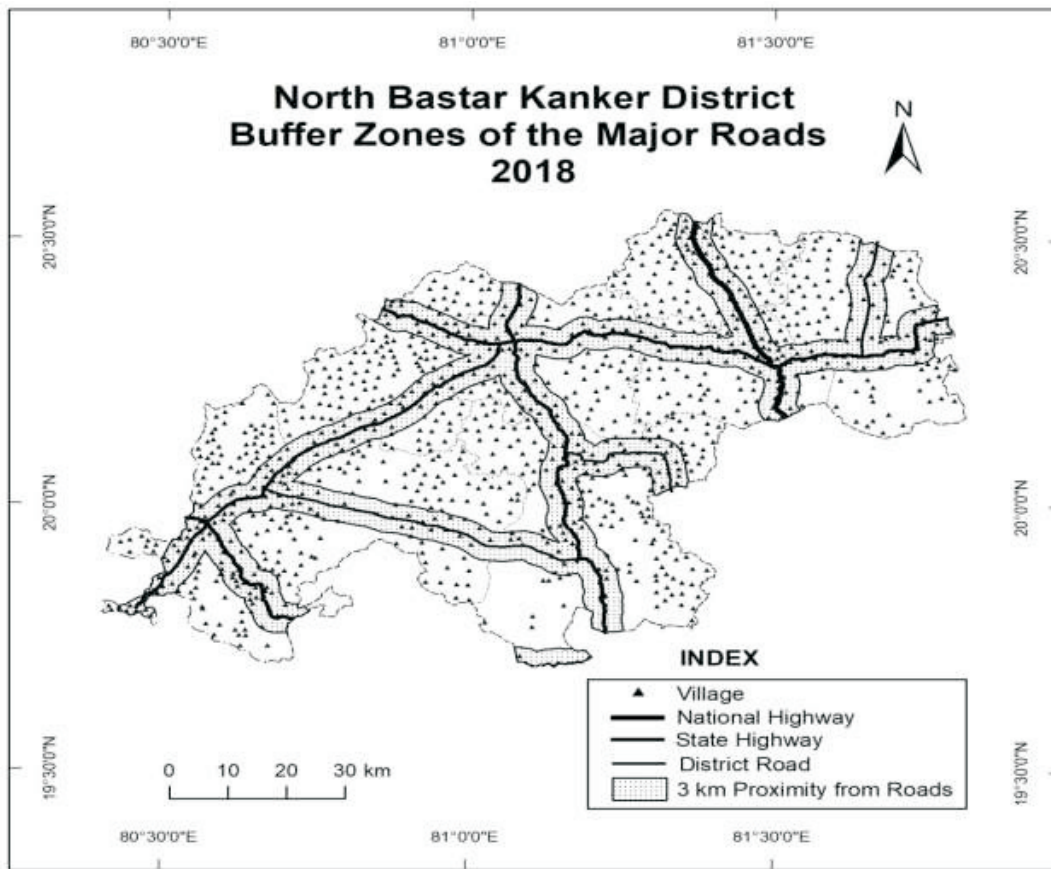 80°30'0"E 81°0'0"E 81°30'0"E
North Bastar Kanker District
Buffer Zones of the Major Roads
2018
N
20°30'0"N 20°30'0"N
20°0'0"N 20°0'0"N
INDEX
Village
National Highway
State Highway
District Road
3 km Proximity from Roads
0 10 20 30 km
19°30'0"N 19°30'0"N
80°30'0"E 81°0'0"E 81°30'0"E